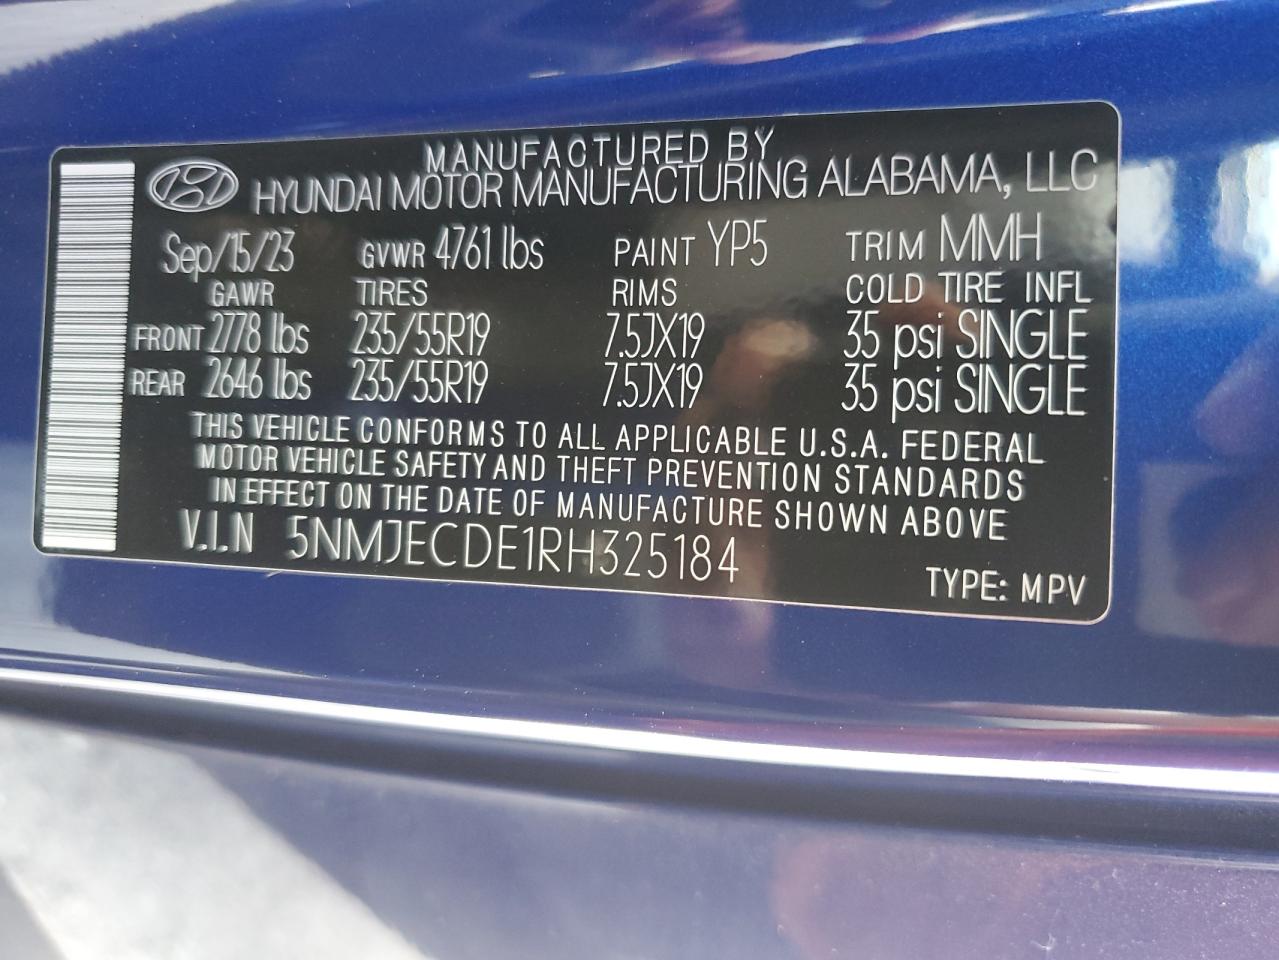 MANUFACTURED BY
HYUNDAI MOTOR MANUFACTURING ALABAMA, LLC
Sep/15/23 GVWR 4761 lbs PAINT YP5 TRIM MMH
GAWR TIRES RIMS COLD TIRE INFL
FRONT 2778 lbs 235/55R19 7.5JX19 35 psi SINGLE
REAR 2646 lbs 235/55R19 7.5JX19 35 psi SINGLE
THIS VEHICLE CONFORMS TO ALL APPLICABLE U.S.A. FEDERAL
MOTOR VEHICLE SAFETY AND THEFT PREVENTION STANDARDS
IN EFFECT ON THE DATE OF MANUFACTURE SHOWN ABOVE
V.I.N 5NMJECDE1RH325184
TYPE: MPV